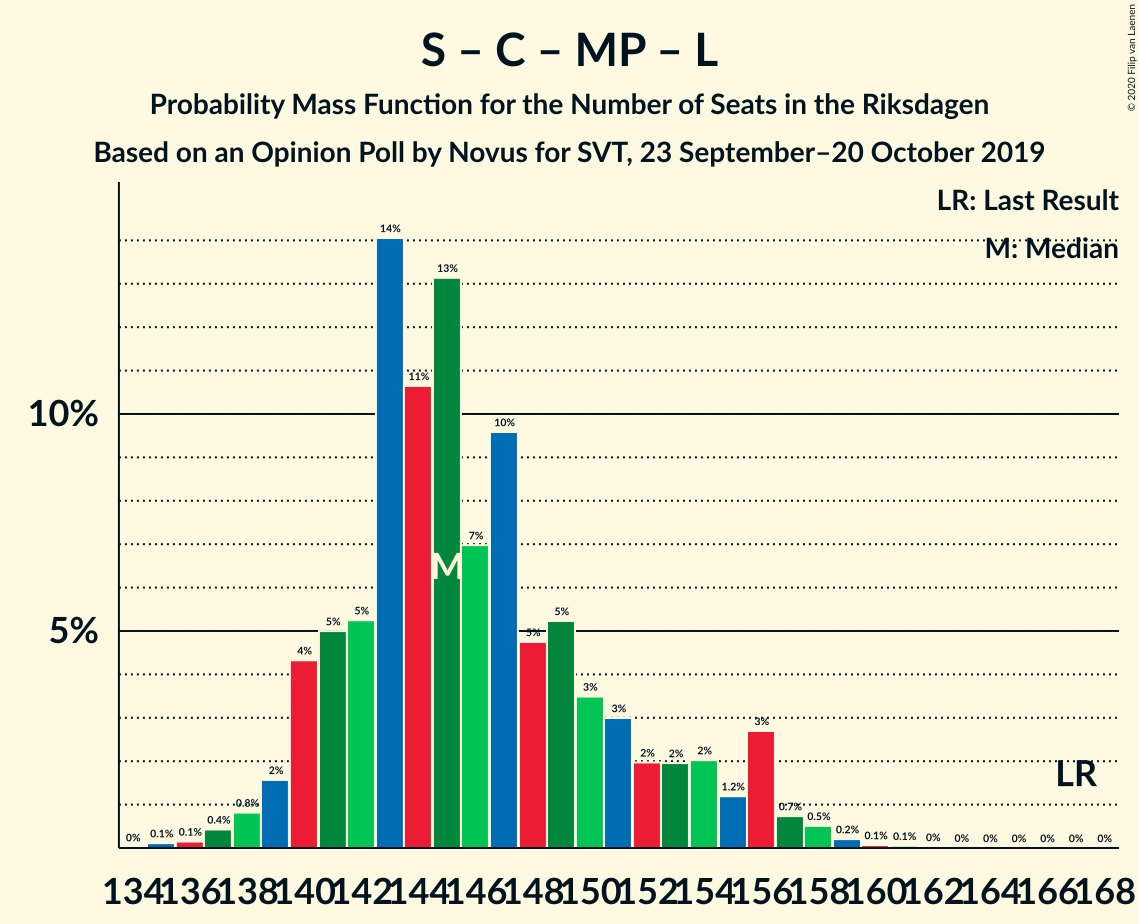 © 2020 Filip van Laenen
S – C – MP – L
Probability Mass Function for the Number of Seats in the Riksdagen
Based on an Opinion Poll by Novus for SVT, 23 September–20 October 2019
LR: Last Result
M: Median
10%
5%
0% 0.1% 0.1% 0.4% 0.8% 2% 4% 5% 5% 14% 11% 13% 7% 10% 5% 5% 3% 3% 2% 2% 2% 1.2% 3% 0.7% 0.5% 0.2% 0.1% 0.1% 0% 0% 0% 0% 0% 0% 0%
M
LR
134 136 138 140 142 144 146 148 150 152 154 156 158 160 162 164 166 168